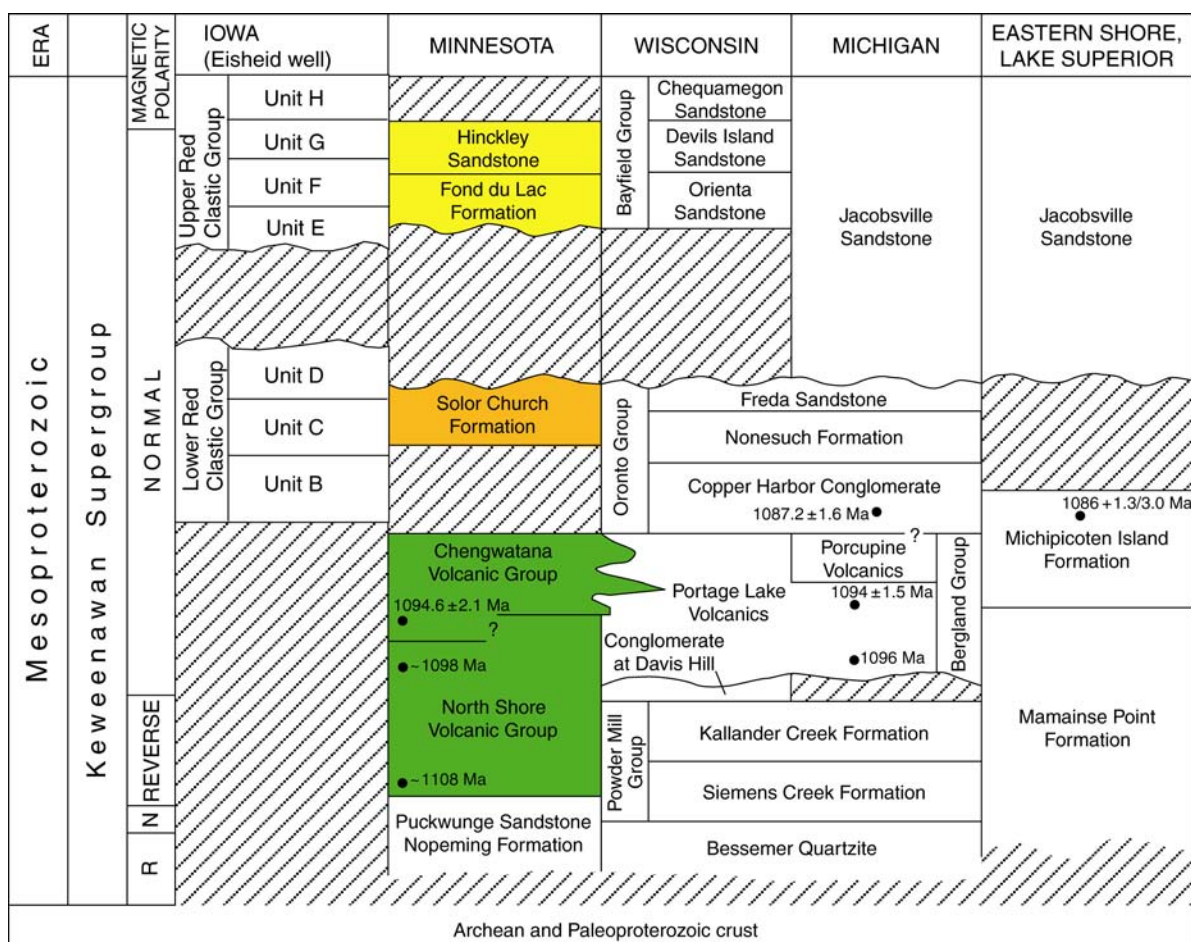 ERA
MAGNETIC
POLARITY
IOWA
(Eisheid well)
MINNESOTA
WISCONSIN
MICHIGAN
EASTERN SHORE,
LAKE SUPERIOR
Mesoproterozoic
Keweenawan Supergroup
NORMAL
REVERSE
N
R
Upper Red
Clastic Group
Unit H
Unit G
Unit F
Unit E
Lower Red
Clastic Group
Unit D
Unit C
Unit B
Hinckley
Sandstone
Fond du Lac
Formation
Solor Church
Formation
Chengwatana
Volcanic Group
1094.6 ± 2.1 Ma
?
~1098 Ma
North Shore
Volcanic Group
~1108 Ma
Puckwunge Sandstone
Nopeming Formation
Bayfield Group
Chequamegon
Sandstone
Devils Island
Sandstone
Orienta
Sandstone
Jacobsville
Sandstone
Jacobsville
Sandstone
Oronto Group
Freda Sandstone
Nonesuch Formation
Copper Harbor Conglomerate
1087.2 ± 1.6 Ma
?
Porcupine
Volcanics
Portage Lake
Volcanics
1094 ± 1.5 Ma
1096 Ma
Bergland Group
Conglomerate
at Davis Hill
Powder Mill
Group
Kallander Creek Formation
Siemens Creek Formation
Bessemer Quartzite
1086 +1.3/3.0 Ma
Michipicoten Island
Formation
Mamainse Point
Formation
Archean and Paleoproterozoic crust